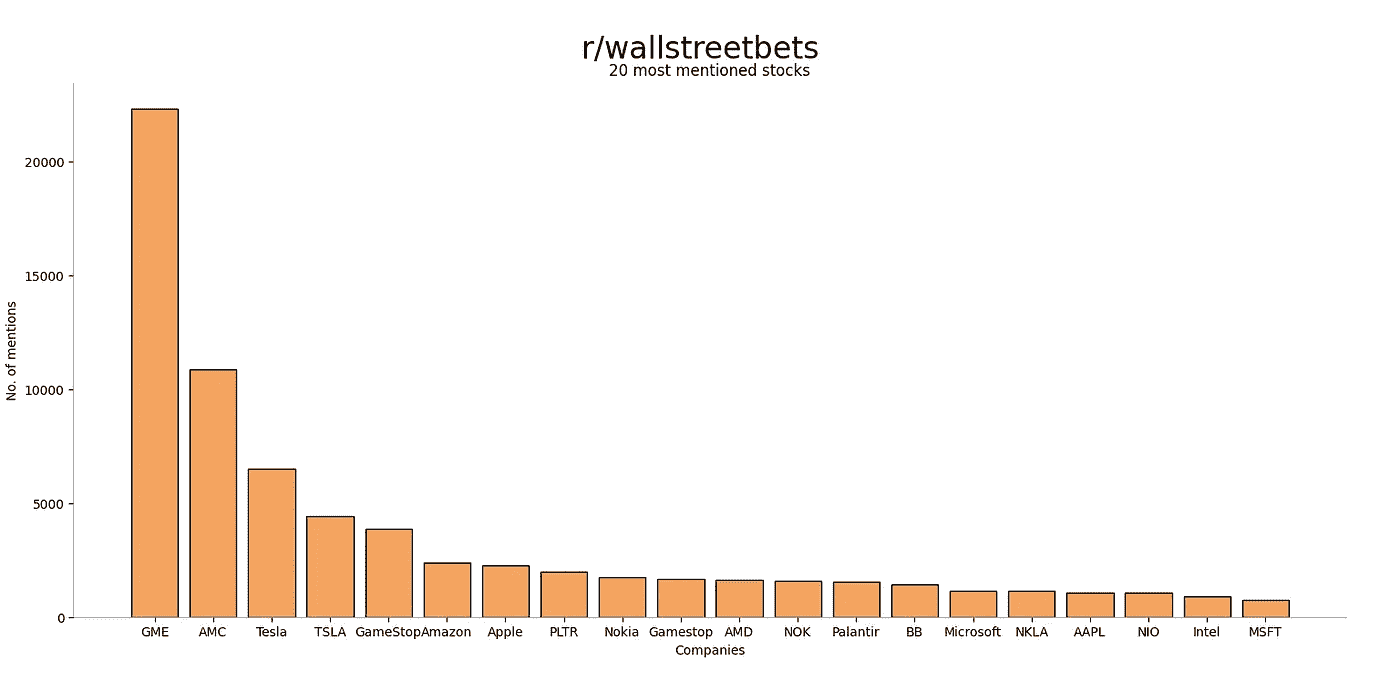 r/wallstreetbets
20 most mentioned stocks
No. of mentions
20000
15000
10000
5000
0
GME AMC Tesla TSLA GameStop Amazon Apple PLTR Nokia Gamestop AMD NOK Palantir BB Microsoft NKLA AAPL NIO Intel MSFT
Companies